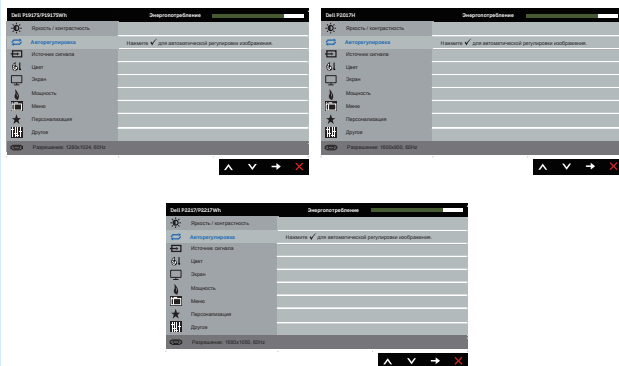 Dell P1917S/P1917SWh Энергопотребление
Яркость / контрастность
Авторегулировка Нажмите ✓ для автоматической регулировки изображения.
Источник сигнала
Цвет
Экран
Мощность
Меню
Персонализация
Другое
Разрешение: 1280x1024, 60Hz
Dell P2017H Энергопотребление
Яркость / контрастность
Авторегулировка Нажмите ✓ для автоматической регулировки изображения.
Источник сигнала
Цвет
Экран
Мощность
Меню
Персонализация
Другое
Разрешение: 1600x900, 60Hz
Dell P2217/P2217Wh Энергопотребление
Яркость / контрастность
Авторегулировка Нажмите ✓ для автоматической регулировки изображения.
Источник сигнала
Цвет
Экран
Мощность
Меню
Персонализация
Другое
Разрешение: 1680x1050, 60Hz